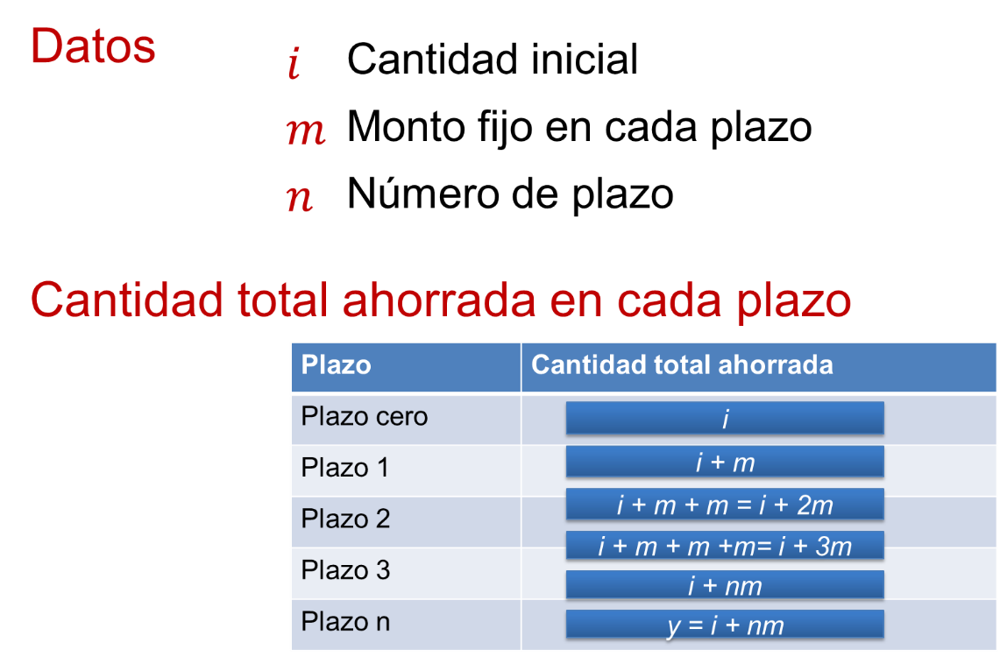 Datos
i Cantidad inicial
m Monto fijo en cada plazo
n Número de plazo
Cantidad total ahorrada en cada plazo
Plazo Cantidad total ahorrada
Plazo cero i
Plazo 1 i + m
Plazo 2 i + m + m = i + 2m
Plazo 3 i + m + m +m= i + 3m
i + nm
Plazo n y = i + nm